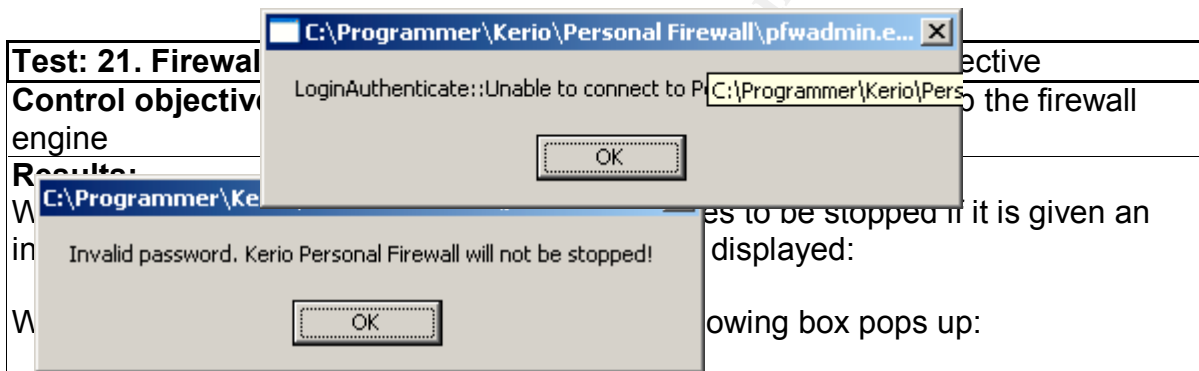 C:\Programmer\Kerio\Personal Firewall\pfwadmin.e...
Test: 21. Firewal ective
LoginAuthenticate::Unable to connect to P C:\Programmer\Kerio\Pers
Control objectiv o the firewall
engine
OK
Results:
C:\Programmer\Ke
W es to be stopped if it is given an
in displayed:
Invalid password. Kerio Personal Firewall will not be stopped!
W owing box pops up:
OK